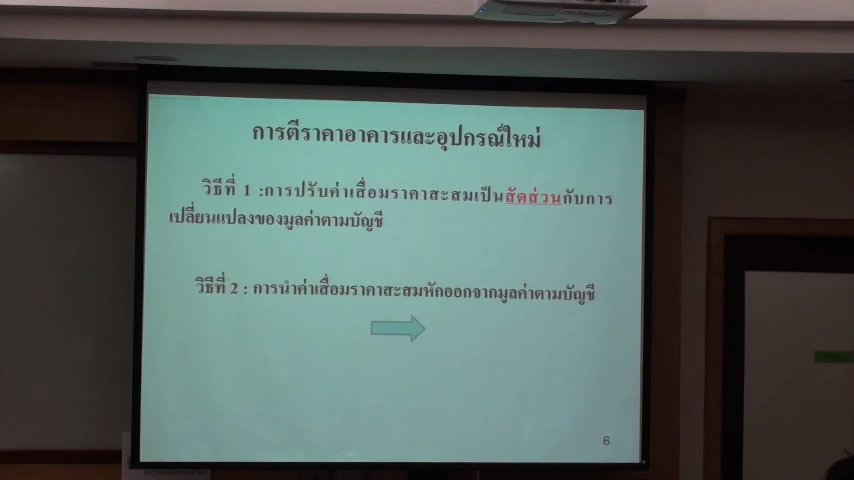 การตีราคาอาคารและอุปกรณ์ใหม่
วิธีที่ 1 :การปรับค่าเสื่อมราคาสะสมเป็นสัดส่วนกับการ
เปลี่ยนแปลงของมูลค่าตามบัญชี
วิธีที่ 2 : การนำค่าเสื่อมราคาสะสมหักออกจากมูลค่าตามบัญชี
6